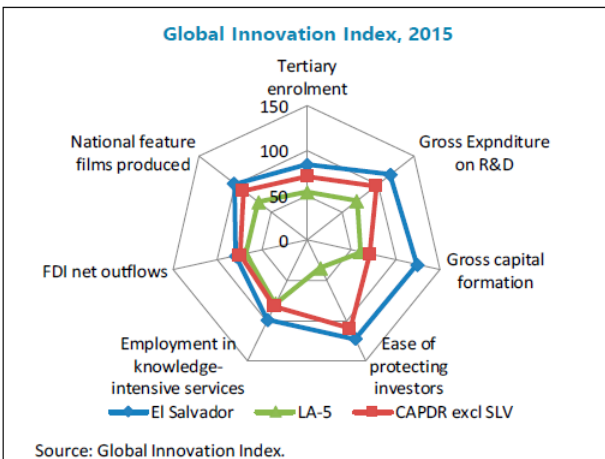 Global Innovation Index, 2015
Tertiary
enrolment
150
100
50
0
National feature
films produced
Gross Expnditure
on R&D
FDI net outflows
Gross capital
formation
Employment in
knowledge-
intensive services
Ease of
protecting
investors
El Salvador
LA-5
CAPDR excl SLV
Source: Global Innovation Index.